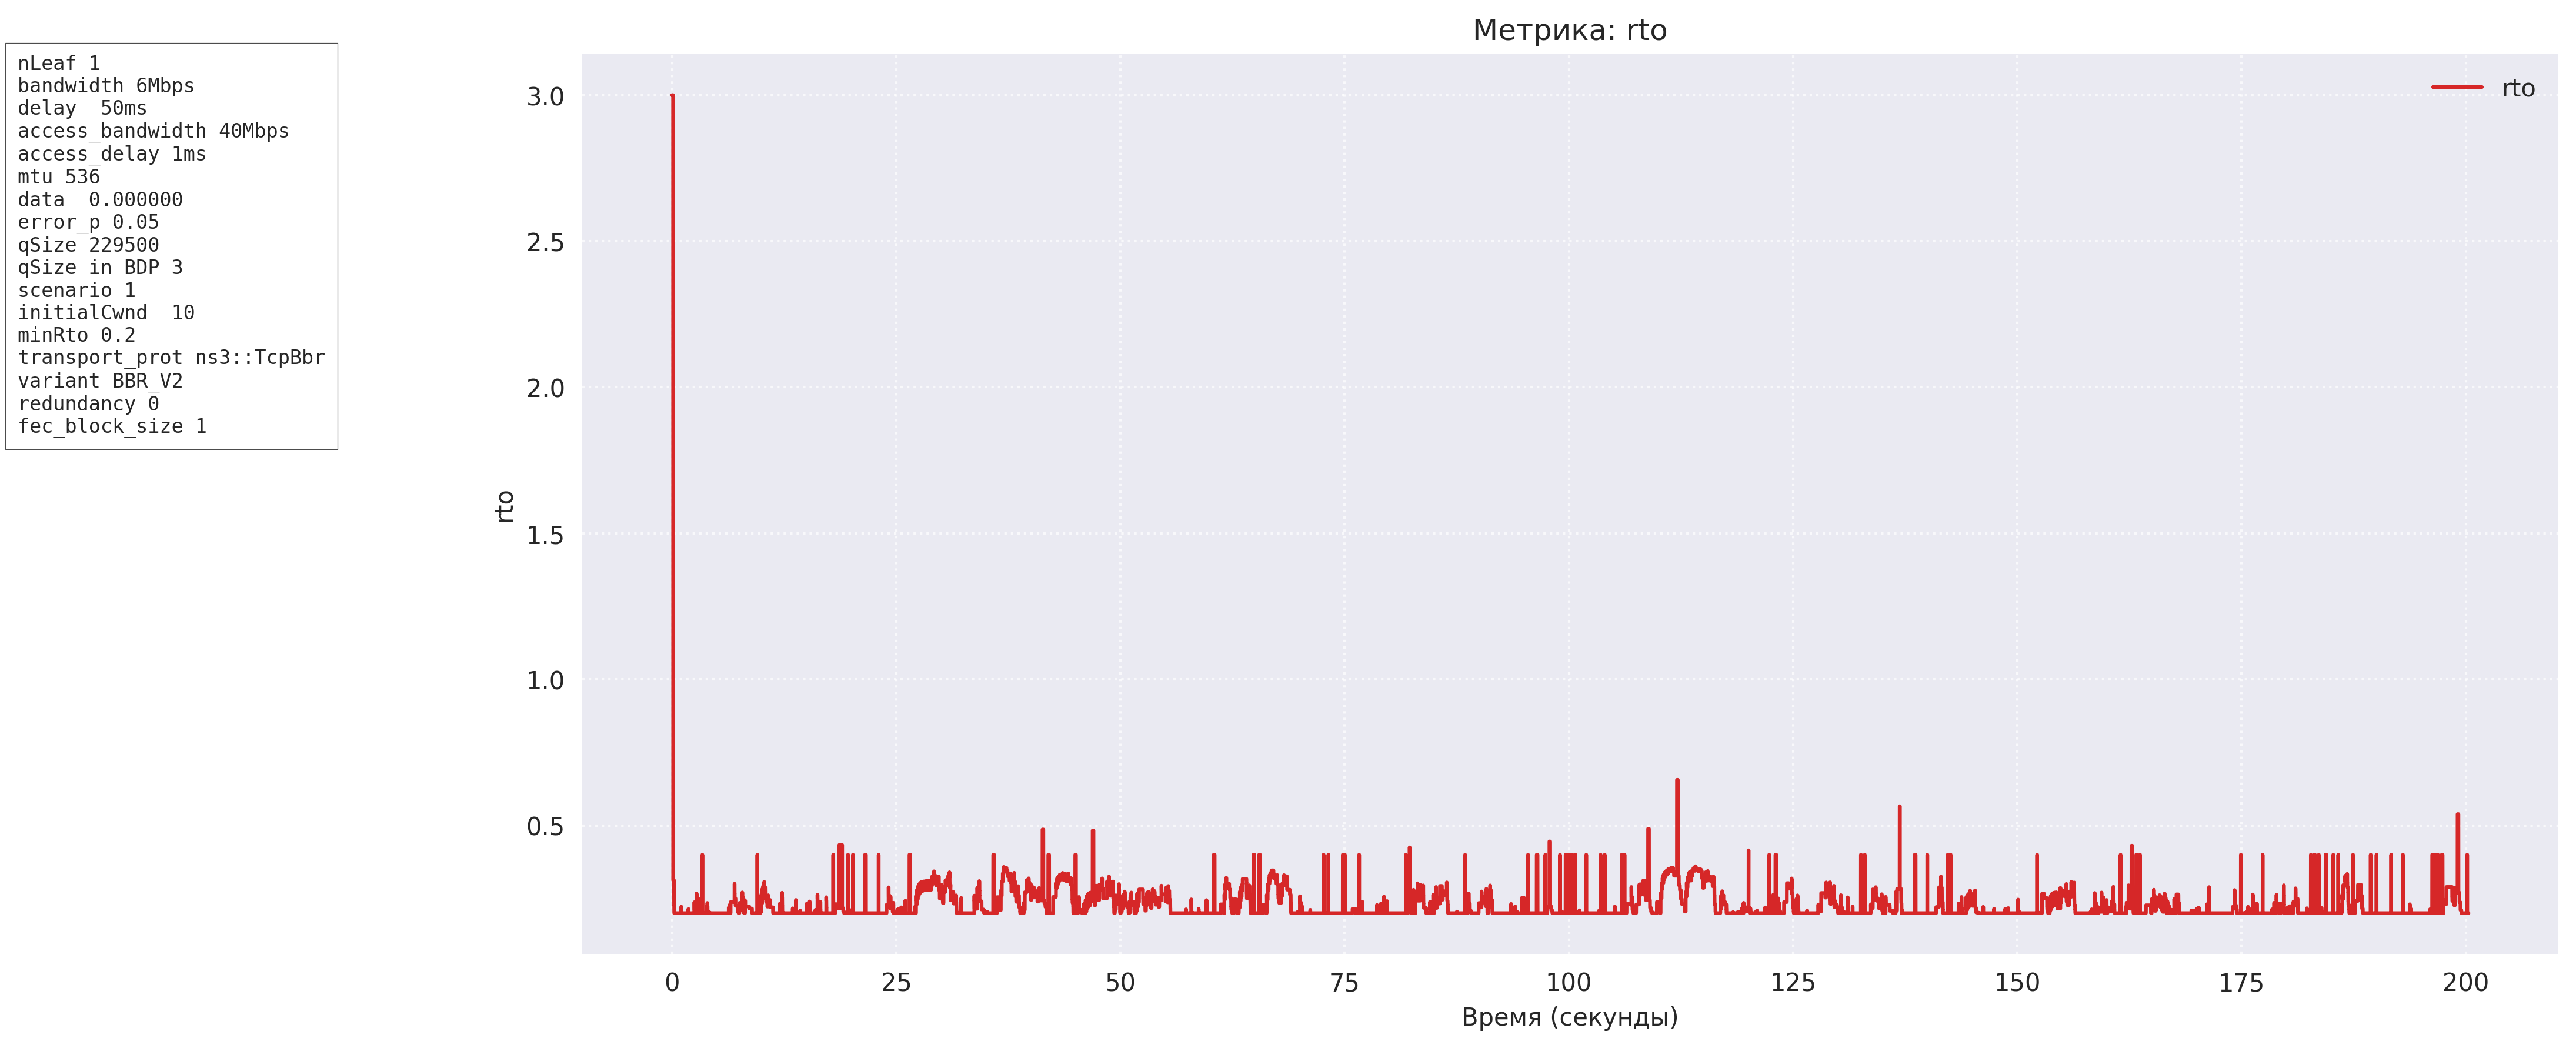 Метрика: rto
nLeaf 1
bandwidth 6Mbps
delay  50ms
access_bandwidth 40Mbps
access_delay 1ms
mtu 536
data  0.000000
error_p 0.05
qSize 229500
qSize in BDP 3
scenario 1
initialCwnd  10
minRto 0.2
transport_prot ns3::TcpBbr
variant BBR_V2
redundancy 0
fec_block_size 1
rto
3.0
2.5
2.0
1.5
1.0
0.5
rto
0 25 50 75 100 125 150 175 200
Время (секунды)